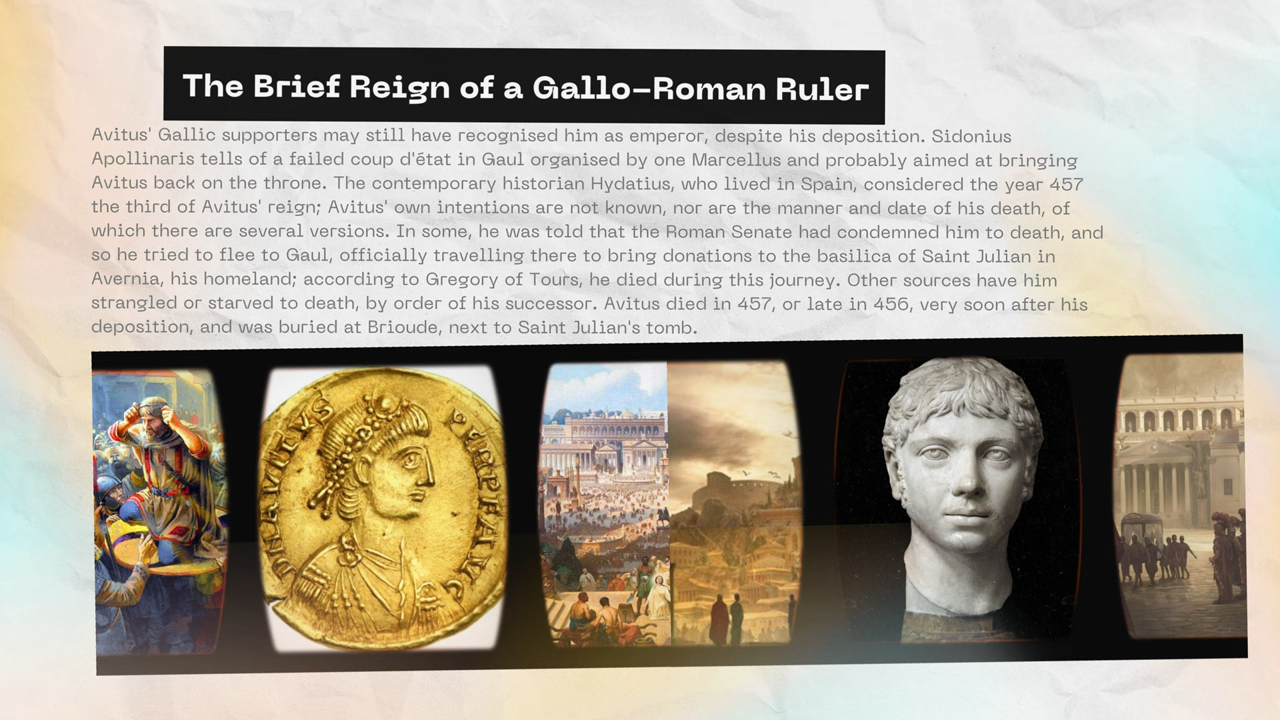 The Brief Reign of a Gallo-Roman Ruler
Avitus' Gallic supporters may still have recognised him as emperor, despite his deposition. Sidonius
Apollinaris tells of a failed coup d'état in Gaul organised by one Marcellus and probably aimed at bringing
Avitus back on the throne. The contemporary historian Hydatius, who lived in Spain, considered the year 457
the third of Avitus' reign; Avitus' own intentions are not known, nor are the manner and date of his death, of
which there are several versions. In some, he was told that the Roman Senate had condemned him to death, and
so he tried to flee to Gaul, officially travelling there to bring donations to the basilica of Saint Julian in
Avernia, his homeland; according to Gregory of Tours, he died during this journey. Other sources have him
strangled or starved to death, by order of his successor. Avitus died in 457, or late in 456, very soon after his
deposition, and was buried at Brioude, next to Saint Julian's tomb.
AVITVS PERPFAVG